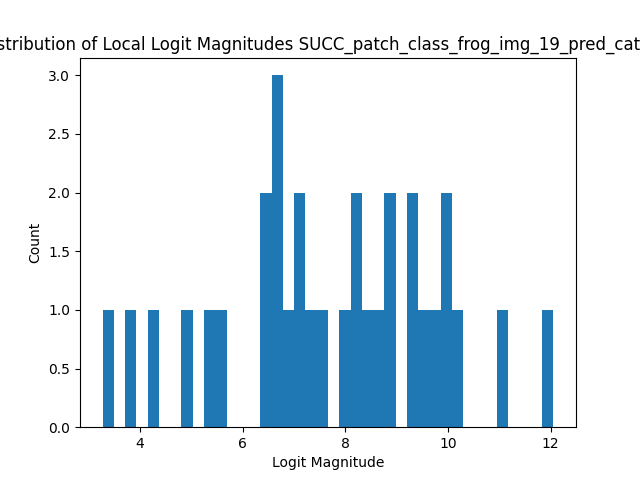 stribution of Local Logit Magnitudes SUCC_patch_class_frog_img_19_pred_cat
3.0
2.5
2.0
1.5
1.0
0.5
0.0
Count
4 6 8 10 12
Logit Magnitude